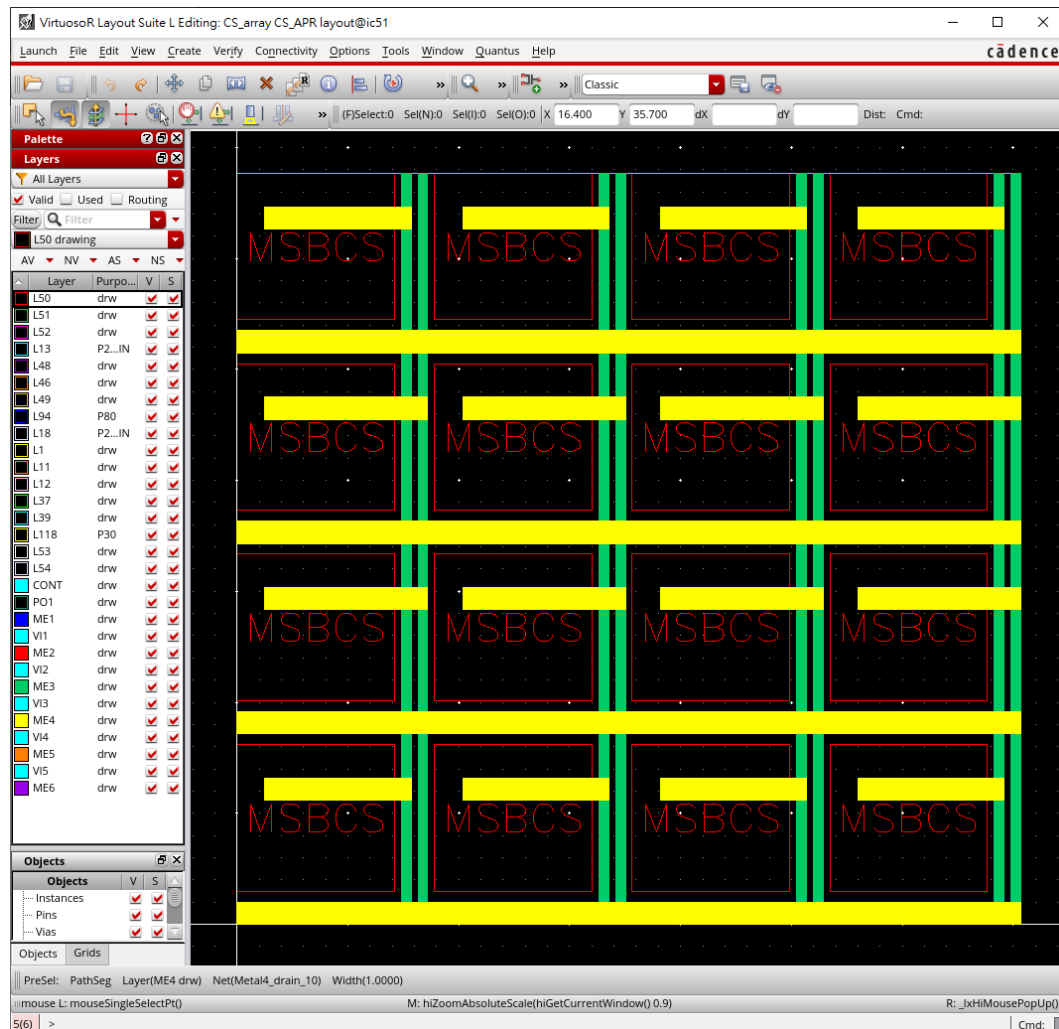 VirtuosoR Layout Suite L Editing: CS_array CS_APR layout@ic51
Launch File Edit View Create Verify Connectivity Options Tools Window Quantus Help
cādence
» » » Classic
» (F)Select:0 Sel(N):0 Sel(I):0 Sel(O):0 X 16.400 Y 35.700 dX dY Dist: Cmd:
Palette
Layers
All Layers
Valid Used Routing
Filter Filter
L50 drawing
AV NV AS NS
Layer Purpo... V S
L50 drw
L51 drw
L52 drw
L13 P2...IN
L48 drw
L46 drw
L49 drw
L94 P80
L18 P2...IN
L1 drw
L11 drw
L12 drw
L37 drw
L39 drw
L118 P30
L53 drw
L54 drw
CONT drw
PO1 drw
ME1 drw
VI1 drw
ME2 drw
VI2 drw
ME3 drw
VI3 drw
ME4 drw
VI4 drw
ME5 drw
VI5 drw
ME6 drw
MSBCS MSBCS MSBCS MSBCS
MSBCS MSBCS MSBCS MSBCS
MSBCS MSBCS MSBCS MSBCS
MSBCS MSBCS MSBCS MSBCS
Objects
Objects V S
Instances
Pins
Vias
Objects Grids
PreSel: PathSeg Layer(ME4 drw) Net(Metal4_drain_10) Width(1.0000)
mouse L: mouseSingleSelectPt() M: hiZoomAbsoluteScale(hiGetCurrentWindow() 0.9) R: _lxHiMousePopUp()
5(6) > Cmd: